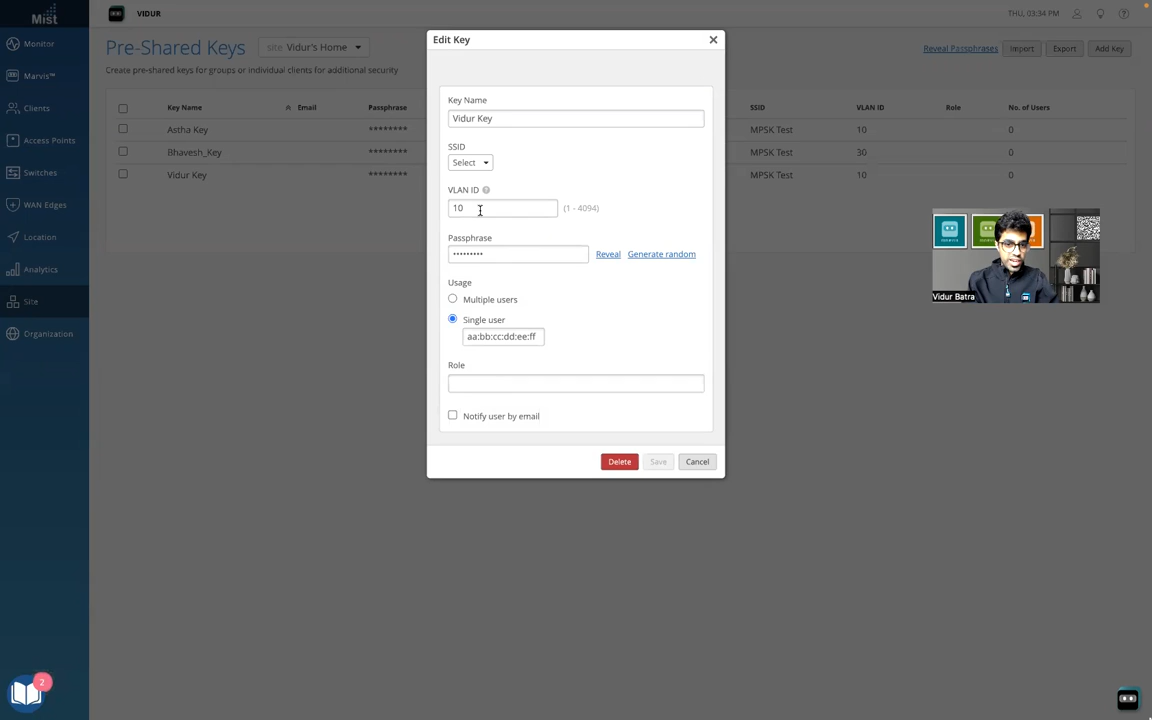 Mist
VIDUR
THU, 03:34 PM
Monitor
Marvis™
Clients
Access Points
Switches
WAN Edges
Location
Analytics
Site
Organization
2
Pre-Shared Keys
site Vidur's Home
Reveal Passphrases
Import
Export
Add Key
Create pre-shared keys for groups or individual clients for additional security
Key Name Email Passphrase SSID VLAN ID Role No. of Users
Astha Key ******** MPSK Test 10 0
Bhavesh_Key ******** MPSK Test 30 0
Vidur Key ******** MPSK Test 10 0
Edit Key
Key Name
Vidur Key
SSID
Select
VLAN ID
10 (1 - 4094)
Passphrase
Reveal Generate random
Usage
Multiple users
Single user
aa:bb:cc:dd:ee:ff
Role
Notify user by email
Delete Save Cancel
Vidur Batra